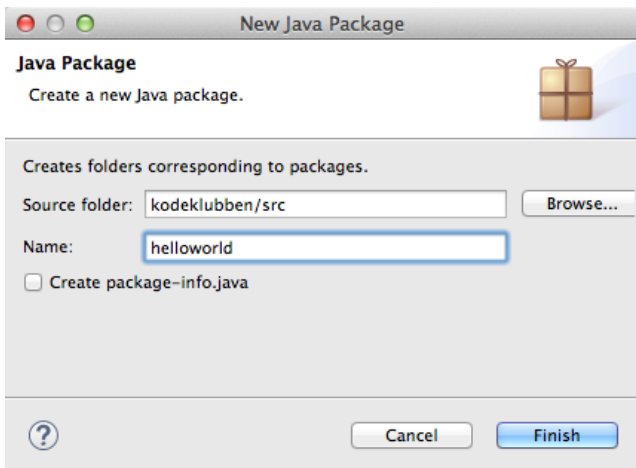 New Java Package
Java Package
Create a new Java package.
Creates folders corresponding to packages.
Source folder: kodeklubben/src Browse...
Name: helloworld
Create package-info.java
? Cancel Finish